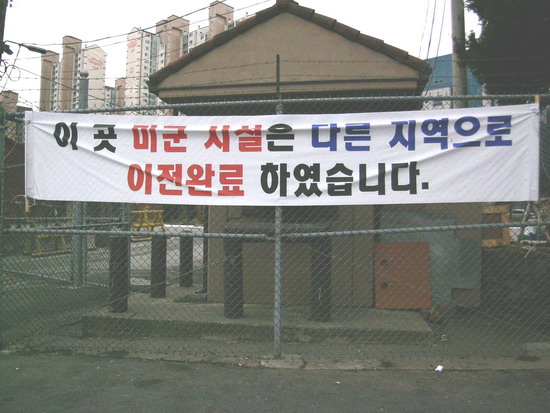 이 곳 미군 시설은 다른 지역으로
이전완료 하였습니다.